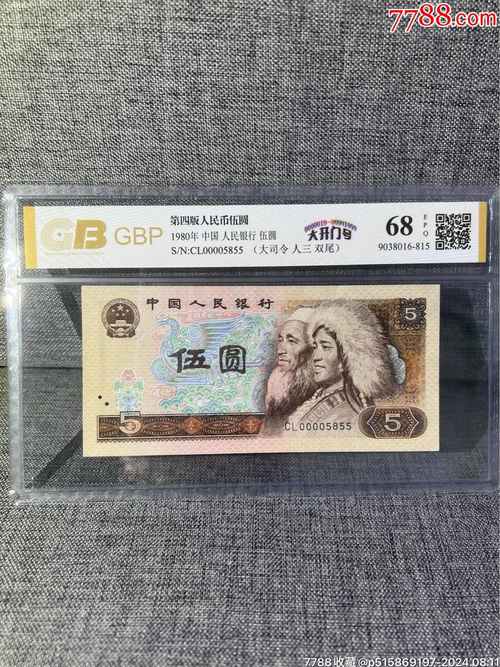 7788.com
GB GBP
第四版人民币伍圆
1980年 中国 人民银行 伍圆
S/N:CL00005855 （大司令 人三 双尾）
大开门号
68 EPQ
9038016-815
中国人民银行
5
伍圆
5
5
CL00005855
7788收藏@p515869197-2024.08.11